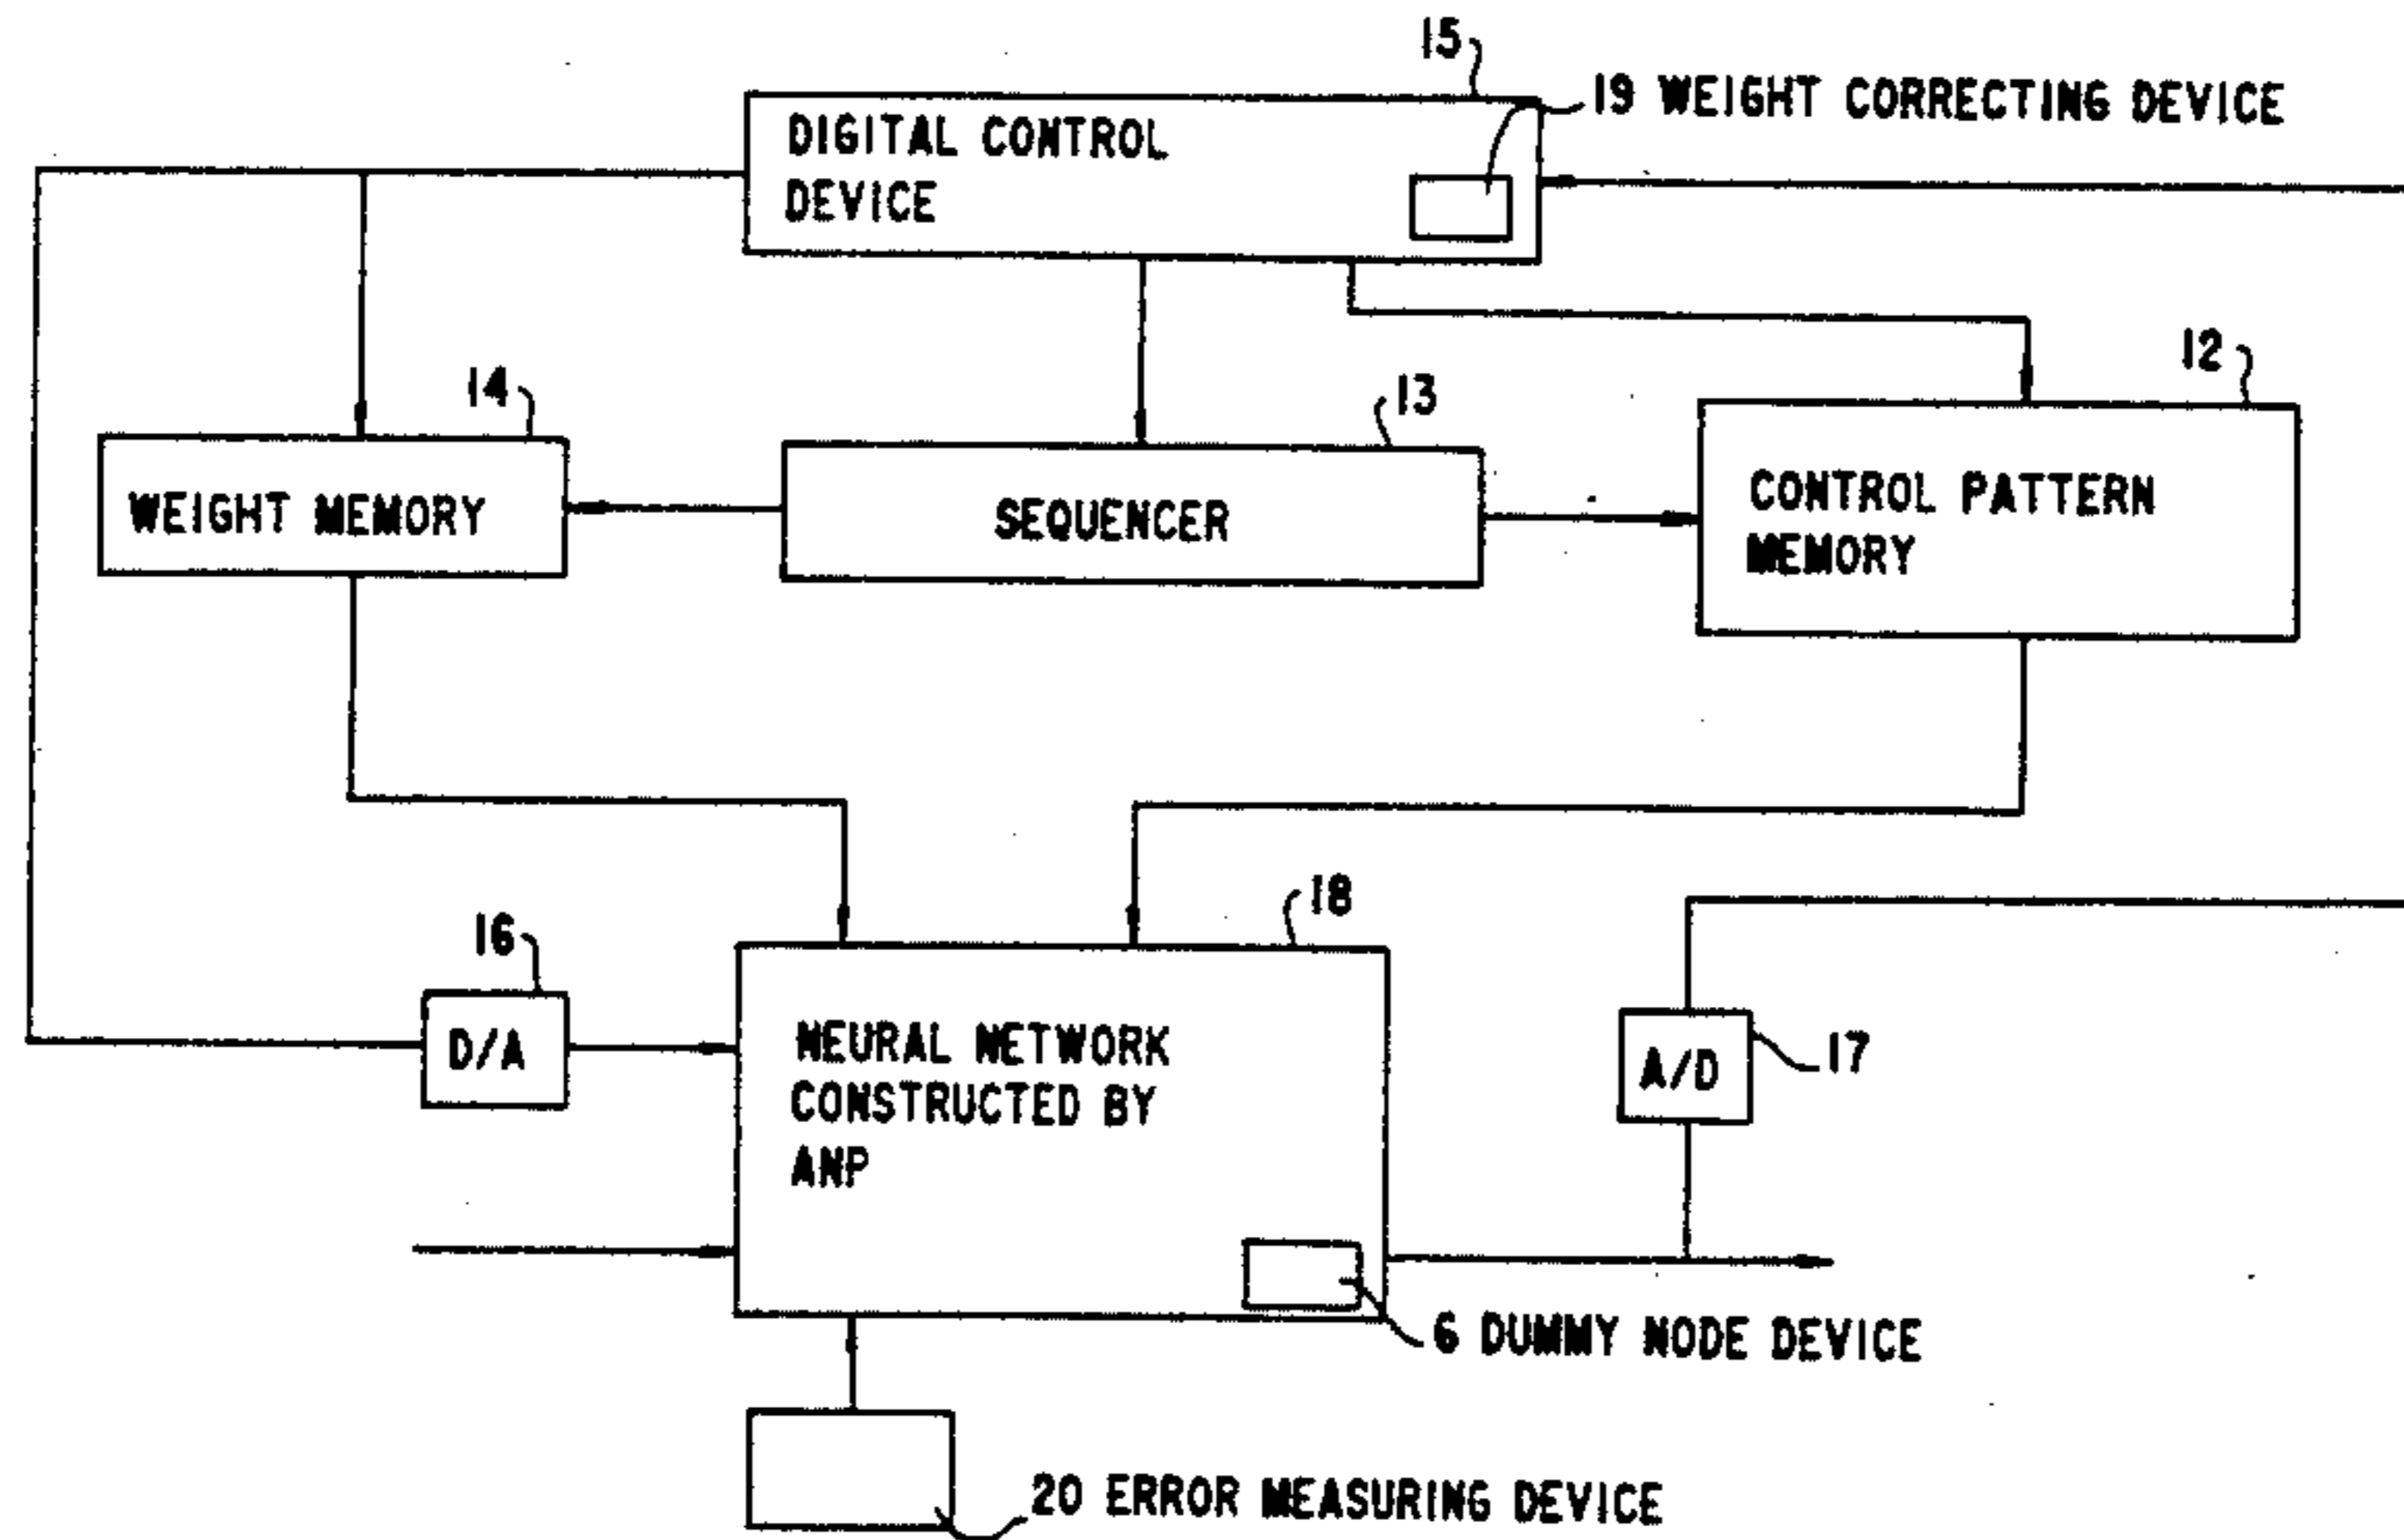 15
19 WEIGHT CORRECTING DEVICE
DIGITAL CONTROL
DEVICE
14
13
12
WEIGHT MEMORY
SEQUENCER
CONTROL PATTERN
MEMORY
16
18
D/A
NEURAL NETWORK
CONSTRUCTED BY
ANP
A/D
17
6 DUMMY NODE DEVICE
20 ERROR MEASURING DEVICE